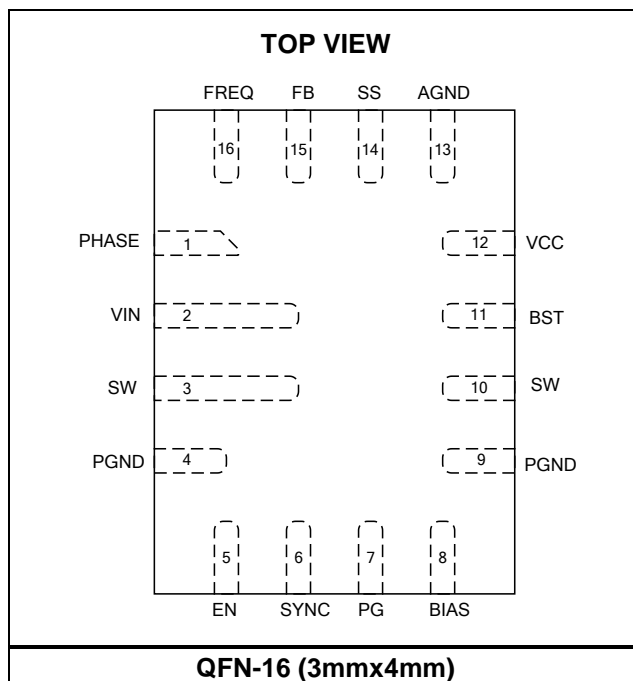 TOP VIEW
FREQ FB SS AGND
16 15 14 13
PHASE 1 12 VCC
VIN 2 11 BST
SW 3 10 SW
PGND 4 9 PGND
5 6 7 8
EN SYNC PG BIAS
QFN-16 (3mmx4mm)